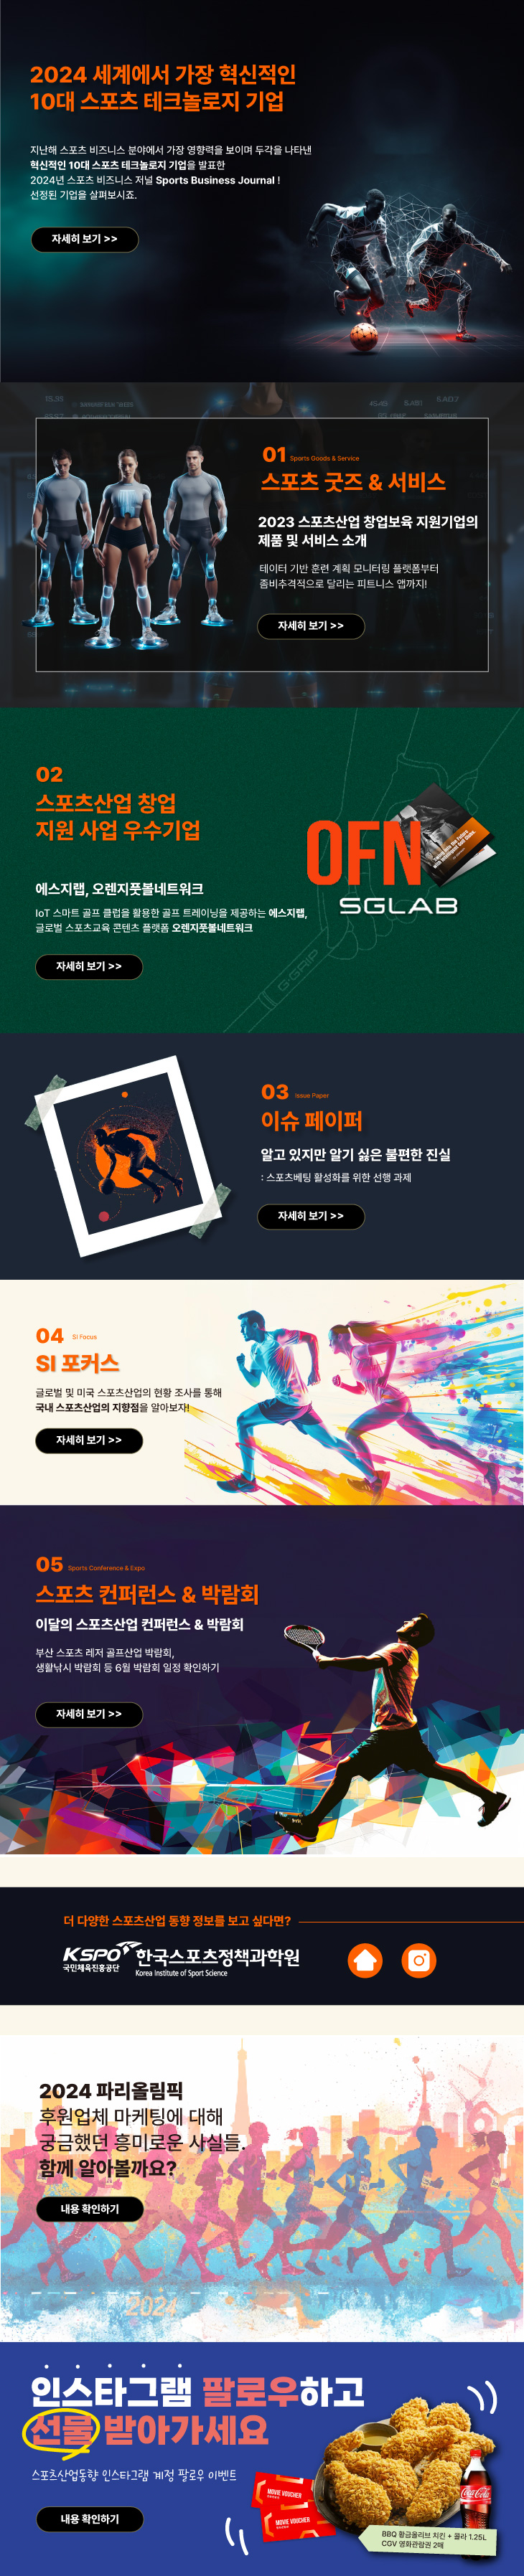 2024 세계에서 가장 혁신적인
10대 스포츠 테크놀로지 기업
지난해 스포츠 비즈니스 분야에서 가장 영향력을 보이며 두각을 나타낸
혁신적인 10대 스포츠 테크놀로지 기업을 발표한
2024년 스포츠 비즈니스 저널 Sports Business Journal !
선정된 기업을 살펴보시죠.
자세히 보기 >>
01 Sports Goods & Service
스포츠 굿즈 & 서비스
2023 스포츠산업 창업보육 지원기업의
제품 및 서비스 소개
테이터 기반 훈련 계획 모니터링 플랫폼부터
좀비추격적으로 달리는 피트니스 앱까지!
자세히 보기 >>
02
스포츠산업 창업
지원 사업 우수기업
에스지랩, 오렌지풋볼네트워크
IoT 스마트 골프 클럽을 활용한 골프 트레이닝을 제공하는 에스지랩,
글로벌 스포츠교육 콘텐츠 플랫폼 오렌지풋볼네트워크
자세히 보기 >>
OFN
SGLAB
G-GRIP
03 Issue Paper
이슈 페이퍼
알고 있지만 알기 싫은 불편한 진실
: 스포츠베팅 활성화를 위한 선행 과제
자세히 보기 >>
04 SI Focus
SI 포커스
글로벌 및 미국 스포츠산업의 현황 조사를 통해
국내 스포츠산업의 지향점을 알아보자!
자세히 보기 >>
05 Sports Conference & Expo
스포츠 컨퍼런스 & 박람회
이달의 스포츠산업 컨퍼런스 & 박람회
부산 스포츠 레저 골프산업 박람회,
생활낚시 박람회 등 6월 박람회 일정 확인하기
자세히 보기 >>
더 다양한 스포츠산업 동향 정보를 보고 싶다면?
KSPO 한국스포츠정책과학원
국민체육진흥공단 Korea Institute of Sport Science
2024 파리올림픽
후원업체 마케팅에 대해
궁금했던 흥미로운 사실들.
함께 알아볼까요?
내용 확인하기
2024
인스타그램 팔로우하고
선물 받아가세요
스포츠산업동향 인스타그램 계정 팔로우 이벤트
내용 확인하기
MOVIE VOUCHER
MOVIE VOUCHER
Coca-Cola
BBQ 황금올리브 치킨 + 콜라 1.25L
CGV 영화관람권 2매